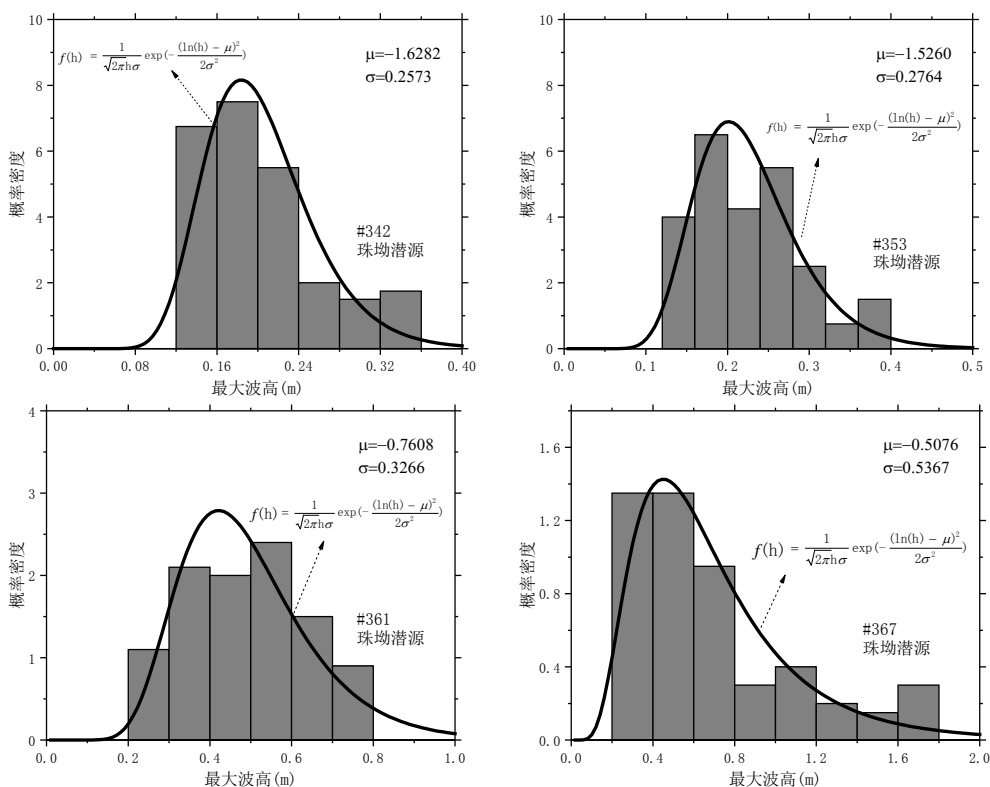 10
8
6
4
2
0
0.00
0.08
0.16
0.24
0.32
0.40
概率密度
最大波高(m)
f(h) = 1/(√2π hσ) exp(-(ln(h) − μ)²/2σ²)
μ=−1.6282
σ=0.2573
#342
珠坳潜源
10
8
6
4
2
0
0.0
0.1
0.2
0.3
0.4
0.5
概率密度
最大波高(m)
μ=−1.5260
σ=0.2764
f(h) = 1/(√2π hσ) exp(-(ln(h) − μ)²/2σ²)
#353
珠坳潜源
4
3
2
1
0
0.0
0.2
0.4
0.6
0.8
1.0
概率密度
最大波高(m)
μ=−0.7608
σ=0.3266
f(h) = 1/(√2π hσ) exp(-(ln(h) − μ)²/2σ²)
#361
珠坳潜源
1.6
1.2
0.8
0.4
0.0
0.0
0.4
0.8
1.2
1.6
2.0
概率密度
最大波高(m)
μ=−0.5076
σ=0.5367
f(h) = 1/(√2π hσ) exp(-(ln(h) − μ)²/2σ²)
#367
珠坳潜源